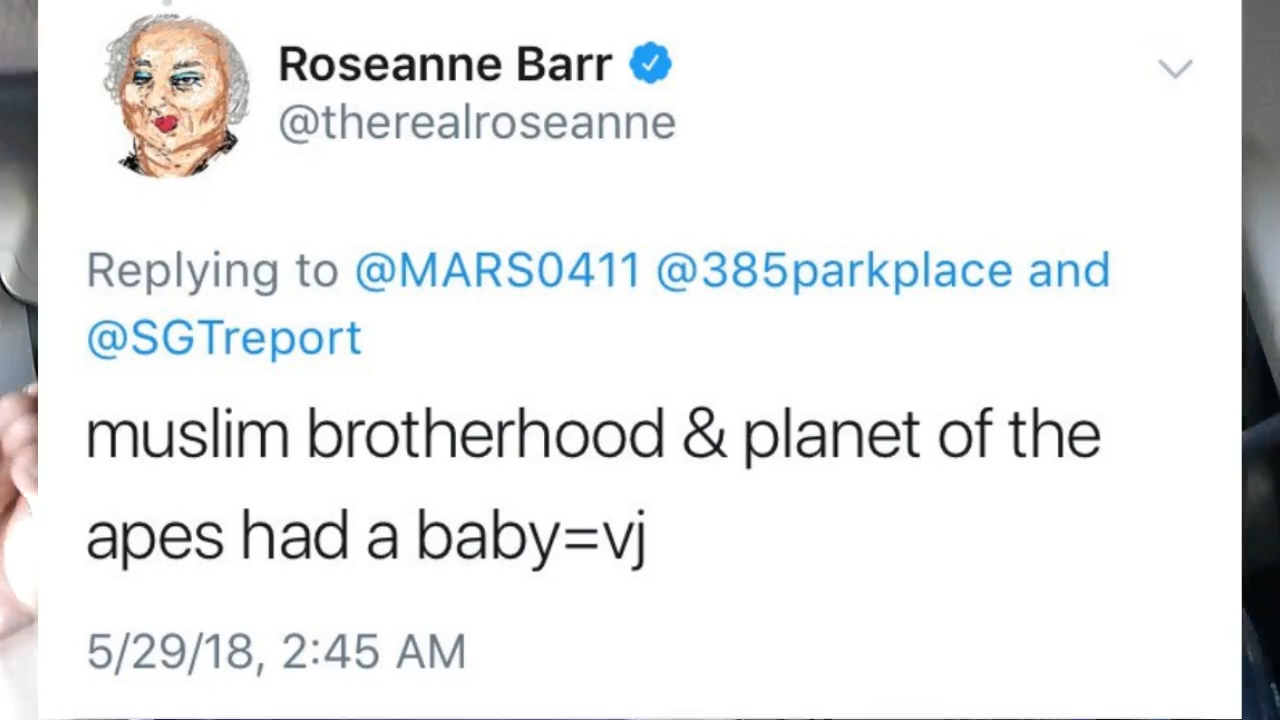 Roseanne Barr
@therealroseanne
Replying to @MARS0411 @385parkplace and
@SGTreport
muslim brotherhood & planet of the
apes had a baby=vj
5/29/18, 2:45 AM